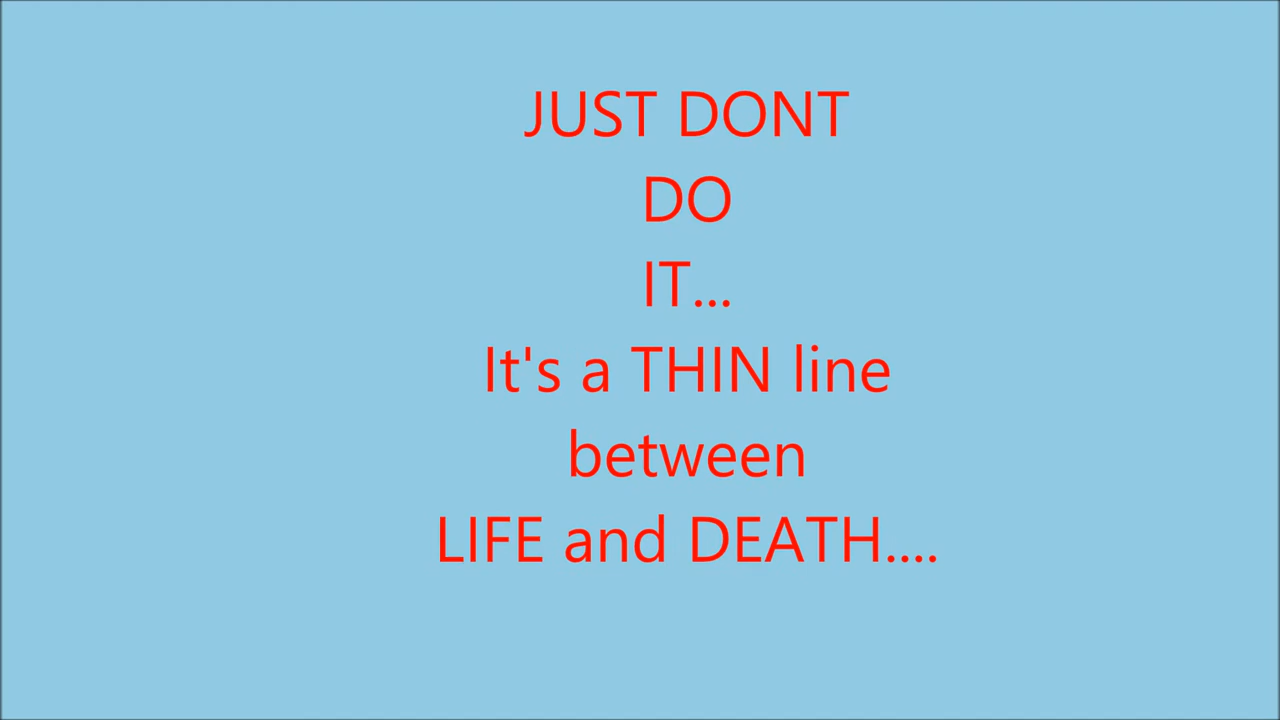 JUST DONT
DO
IT...
It's a THIN line
between
LIFE and DEATH....